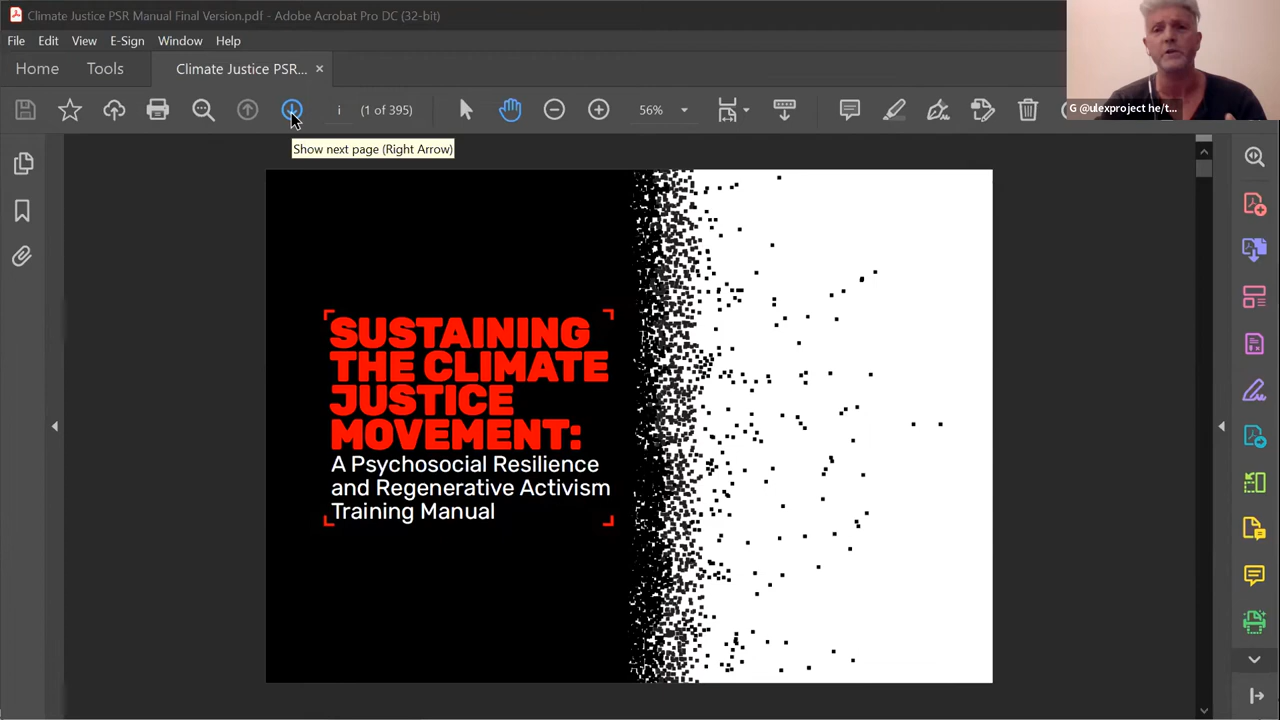 Climate Justice PSR Manual Final Version.pdf - Adobe Acrobat Pro DC (32-bit)
File Edit View E-Sign Window Help
Home Tools Climate Justice PSR... ×
i (1 of 395) 56%
G @ulexproject he/t...
Show next page (Right Arrow)
SUSTAINING
THE CLIMATE
JUSTICE
MOVEMENT:
A Psychosocial Resilience
and Regenerative Activism
Training Manual